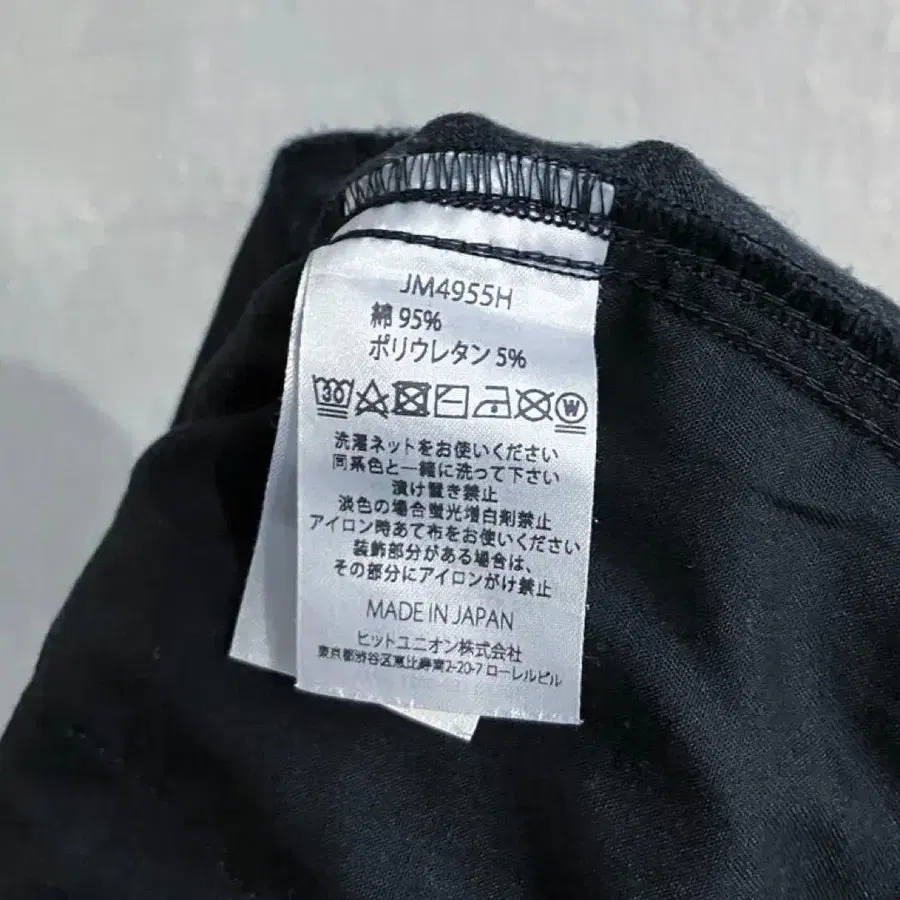 JM4955H
綿 95%
ポリウレタン 5%
30 W
洗濯ネットをお使いください
同系色と一緒に洗って下さい
漬け置き禁止
淡色の場合蛍光増白剤禁止
アイロン時あて布をお使いください
装飾部分がある場合は、
その部分にアイロンがけ禁止
MADE IN JAPAN
ヒットユニオン株式会社
東京都渋谷区恵比寿南2-20-7 ローレルビル